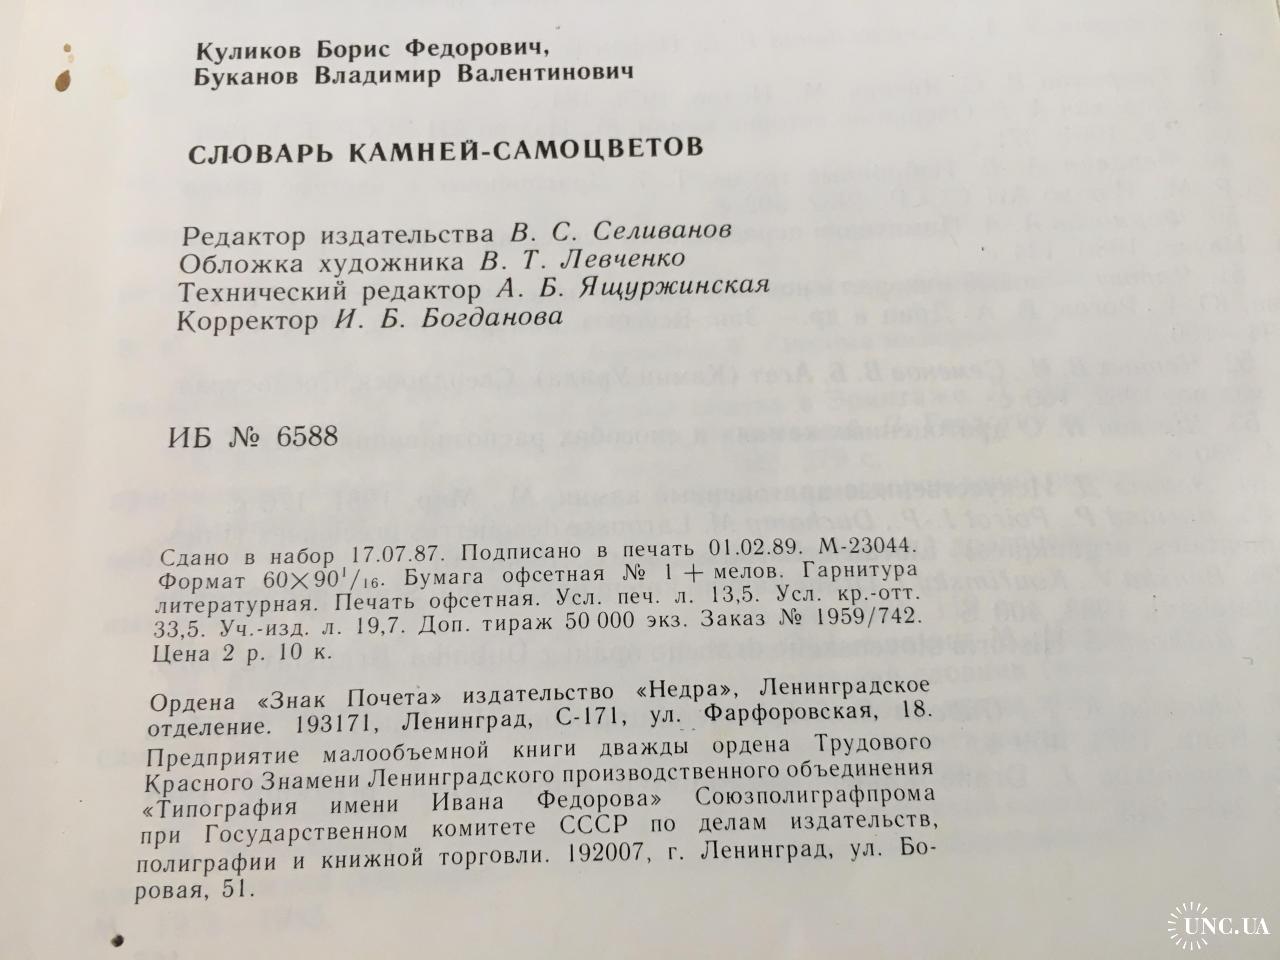 Куликов Борис Федорович,
Буканов Владимир Валентинович
СЛОВАРЬ КАМНЕЙ-САМОЦВЕТОВ
Редактор издательства В. С. Селиванов
Обложка художника В. Т. Левченко
Технический редактор А. Б. Ящуржинская
Корректор И. Б. Богданова
ИБ № 6588
Сдано в набор 17.07.87. Подписано в печать 01.02.89. М-23044.
Формат 60×90¹/₁₆. Бумага офсетная № 1 + мелов. Гарнитура
литературная. Печать офсетная. Усл. печ. л. 13,5. Усл. кр.-отт.
33,5. Уч.-изд. л. 19,7. Доп. тираж 50 000 экз. Заказ № 1959/742.
Цена 2 р. 10 к.
Ордена «Знак Почета» издательство «Недра», Ленинградское
отделение. 193171, Ленинград, С-171, ул. Фарфоровская, 18.
Предприятие малообъемной книги дважды ордена Трудового
Красного Знамени Ленинградского производственного объединения
«Типография имени Ивана Федорова» Союзполиграфпрома
при Государственном комитете СССР по делам издательств,
полиграфии и книжной торговли. 192007, г. Ленинград, ул. Бо-
ровая, 51.
UNC.UA